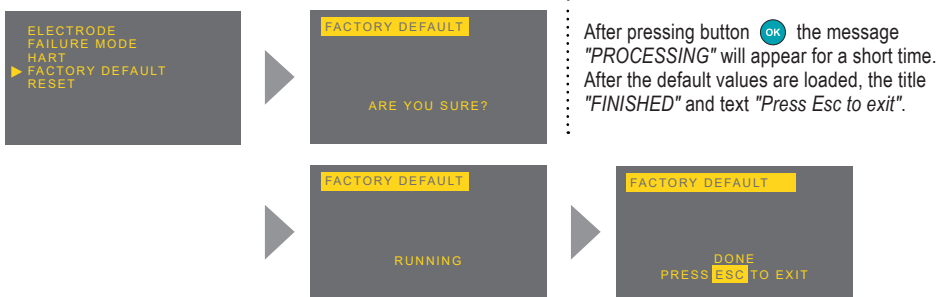 ELECTRODE
FAILURE MODE
HART
FACTORY DEFAULT
RESET
FACTORY DEFAULT
ARE YOU SURE?
After pressing button OK the message
"PROCESSING" will appear for a short time.
After the default values are loaded, the title
"FINISHED" and text "Press Esc to exit".
FACTORY DEFAULT
RUNNING
FACTORY DEFAULT
DONE
PRESS ESC TO EXIT